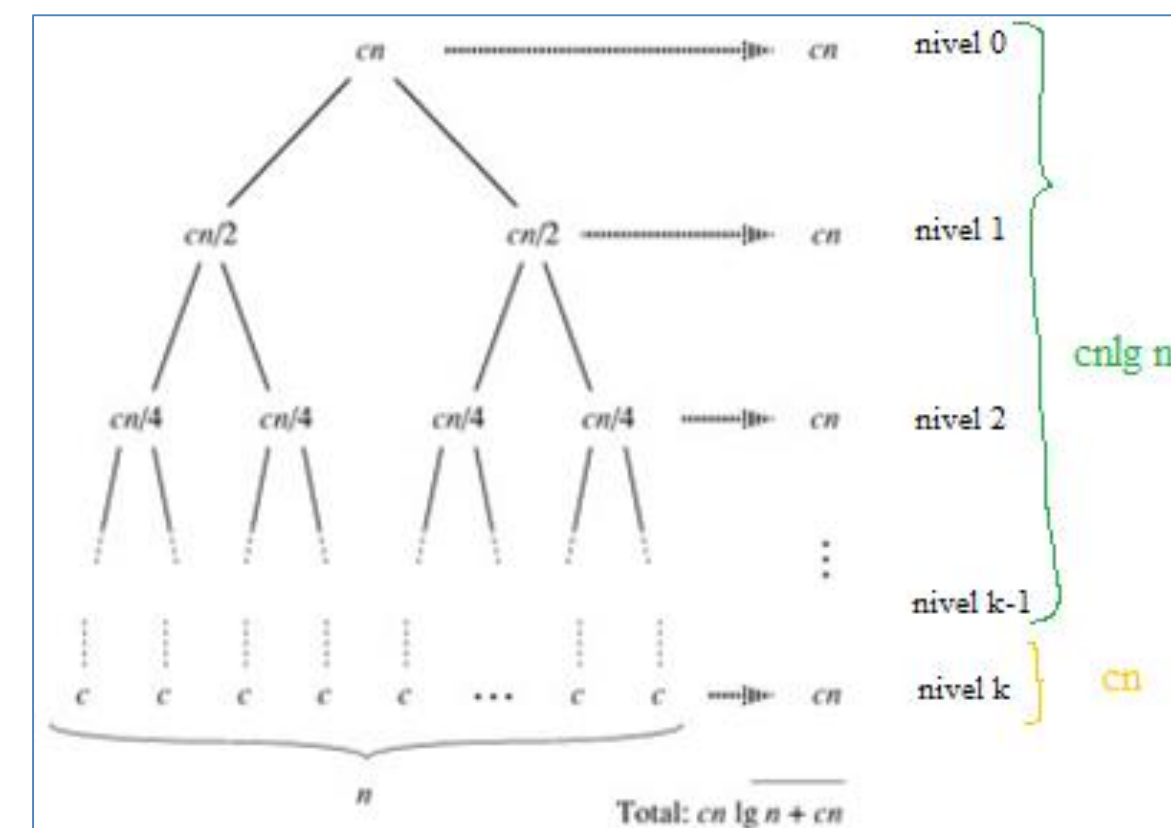 cn cn nivel 0
cn/2 cn/2 cn nivel 1
cnlg n
cn/4 cn/4 cn/4 cn/4 cn nivel 2
nivel k-1
c c c c c ... c c cn nivel k cn
n
Total: cn lg n + cn